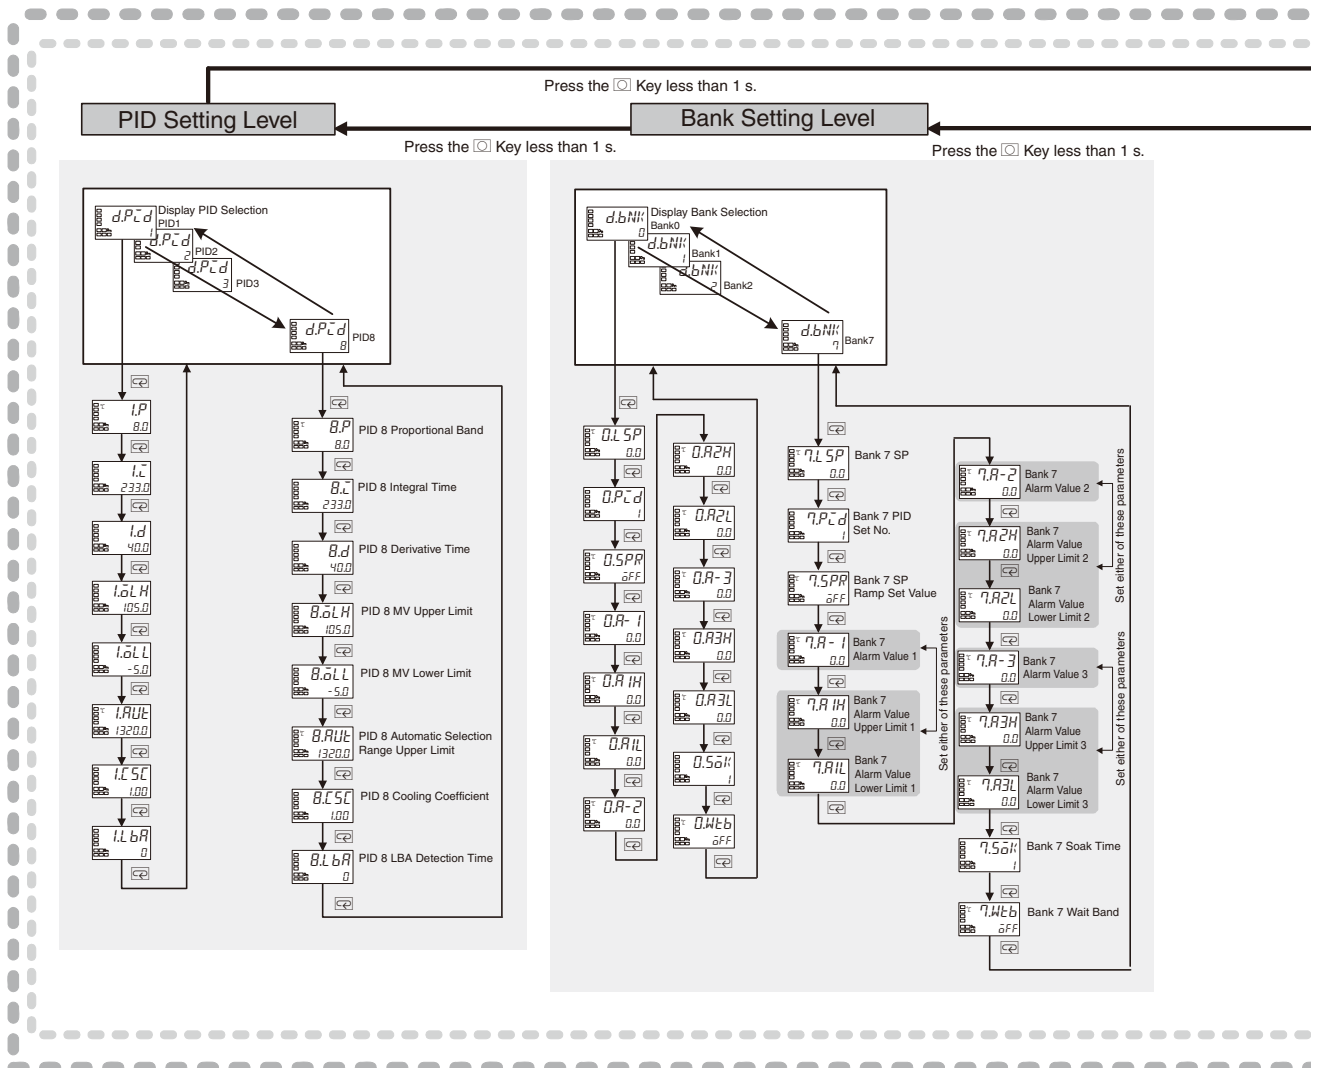 Press the Key less than 1 s.
PID Setting Level
Bank Setting Level
Press the Key less than 1 s.
Press the Key less than 1 s.
d.Pid
1
Display PID Selection
PID1
d.Pid
2
PID2
d.Pid
3
PID3
d.Pid
8
PID8
1.P
8.0
1.i
233.0
1.d
40.0
1.oLH
105.0
1.oLL
-5.0
1.AUt
1320.0
1.CSC
1.00
1.LbA
0
8.P
8.0
PID 8 Proportional Band
8.i
233.0
PID 8 Integral Time
8.d
40.0
PID 8 Derivative Time
8.oLH
105.0
PID 8 MV Upper Limit
8.oLL
-5.0
PID 8 MV Lower Limit
8.AUt
1320.0
PID 8 Automatic Selection
Range Upper Limit
8.CSC
1.00
PID 8 Cooling Coefficient
8.LbA
0
PID 8 LBA Detection Time
d.bNK
0
Display Bank Selection
Bank0
d.bNK
1
Bank1
d.bNK
2
Bank2
d.bNK
7
Bank7
0.LSP
0.0
0.Pid
1
0.SPR
oFF
0.A-1
0.0
0.A1H
0.0
0.A1L
0.0
0.A-2
0.0
0.A2H
0.0
0.A2L
0.0
0.A-3
0.0
0.A3H
0.0
0.A3L
0.0
0.SoK
1
0.Wtb
oFF
7.LSP
0.0
Bank 7 SP
7.Pid
1
Bank 7 PID
Set No.
7.SPR
oFF
Bank 7 SP
Ramp Set Value
7.A-1
0.0
Bank 7
Alarm Value 1
7.A1H
0.0
Bank 7
Alarm Value
Upper Limit 1
7.A1L
0.0
Bank 7
Alarm Value
Lower Limit 1
Set either of these parameters
7.A-2
0.0
Bank 7
Alarm Value 2
7.A2H
0.0
Bank 7
Alarm Value
Upper Limit 2
7.A2L
0.0
Bank 7
Alarm Value
Lower Limit 2
Set either of these parameters
7.A-3
0.0
Bank 7
Alarm Value 3
7.A3H
0.0
Bank 7
Alarm Value
Upper Limit 3
7.A3L
0.0
Bank 7
Alarm Value
Lower Limit 3
Set either of these parameters
7.SoK
1
Bank 7 Soak Time
7.Wtb
oFF
Bank 7 Wait Band